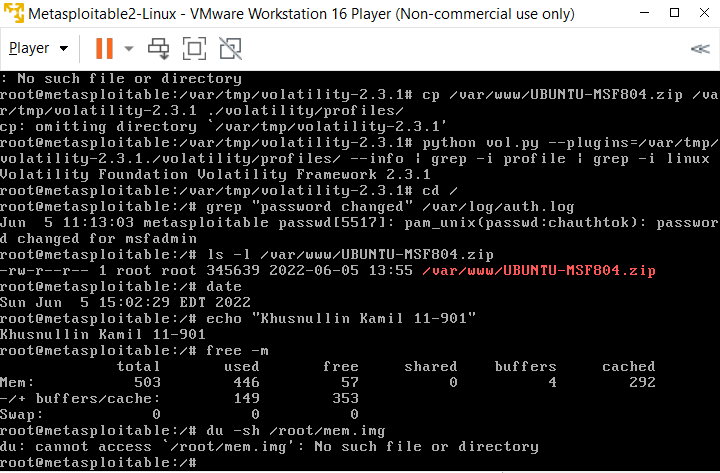 Metasploitable2-Linux - VMware Workstation 16 Player (Non-commercial use only)
Player
: No such file or directory
root@metasploitable:/var/tmp/volatility-2.3.1# cp /var/www/UBUNTU-MSF804.zip /va
r/tmp/volatility-2.3.1 ./volatility/profiles/
cp: omitting directory `/var/tmp/volatility-2.3.1'
root@metasploitable:/var/tmp/volatility-2.3.1# python vol.py --plugins=/var/tmp/
volatility-2.3.1./volatility/profiles/ --info | grep -i profile | grep -i linux
Volatility Foundation Volatility Framework 2.3.1
root@metasploitable:/var/tmp/volatility-2.3.1# cd /
root@metasploitable:/# grep "password changed" /var/log/auth.log
Jun  5 11:13:03 metasploitable passwd[5517]: pam_unix(passwd:chauthtok): passwor
d changed for msfadmin
root@metasploitable:/# ls -l /var/www/UBUNTU-MSF804.zip
-rw-r--r-- 1 root root 345639 2022-06-05 13:55 /var/www/UBUNTU-MSF804.zip
root@metasploitable:/# date
Sun Jun  5 15:02:29 EDT 2022
root@metasploitable:/# echo "Khusnullin Kamil 11-901"
Khusnullin Kamil 11-901
root@metasploitable:/# free -m
             total       used       free     shared    buffers     cached
Mem:           503        446         57          0          4        292
-/+ buffers/cache:        149        353
Swap:            0          0          0
root@metasploitable:/# du -sh /root/mem.img
du: cannot access `/root/mem.img': No such file or directory
root@metasploitable:/#